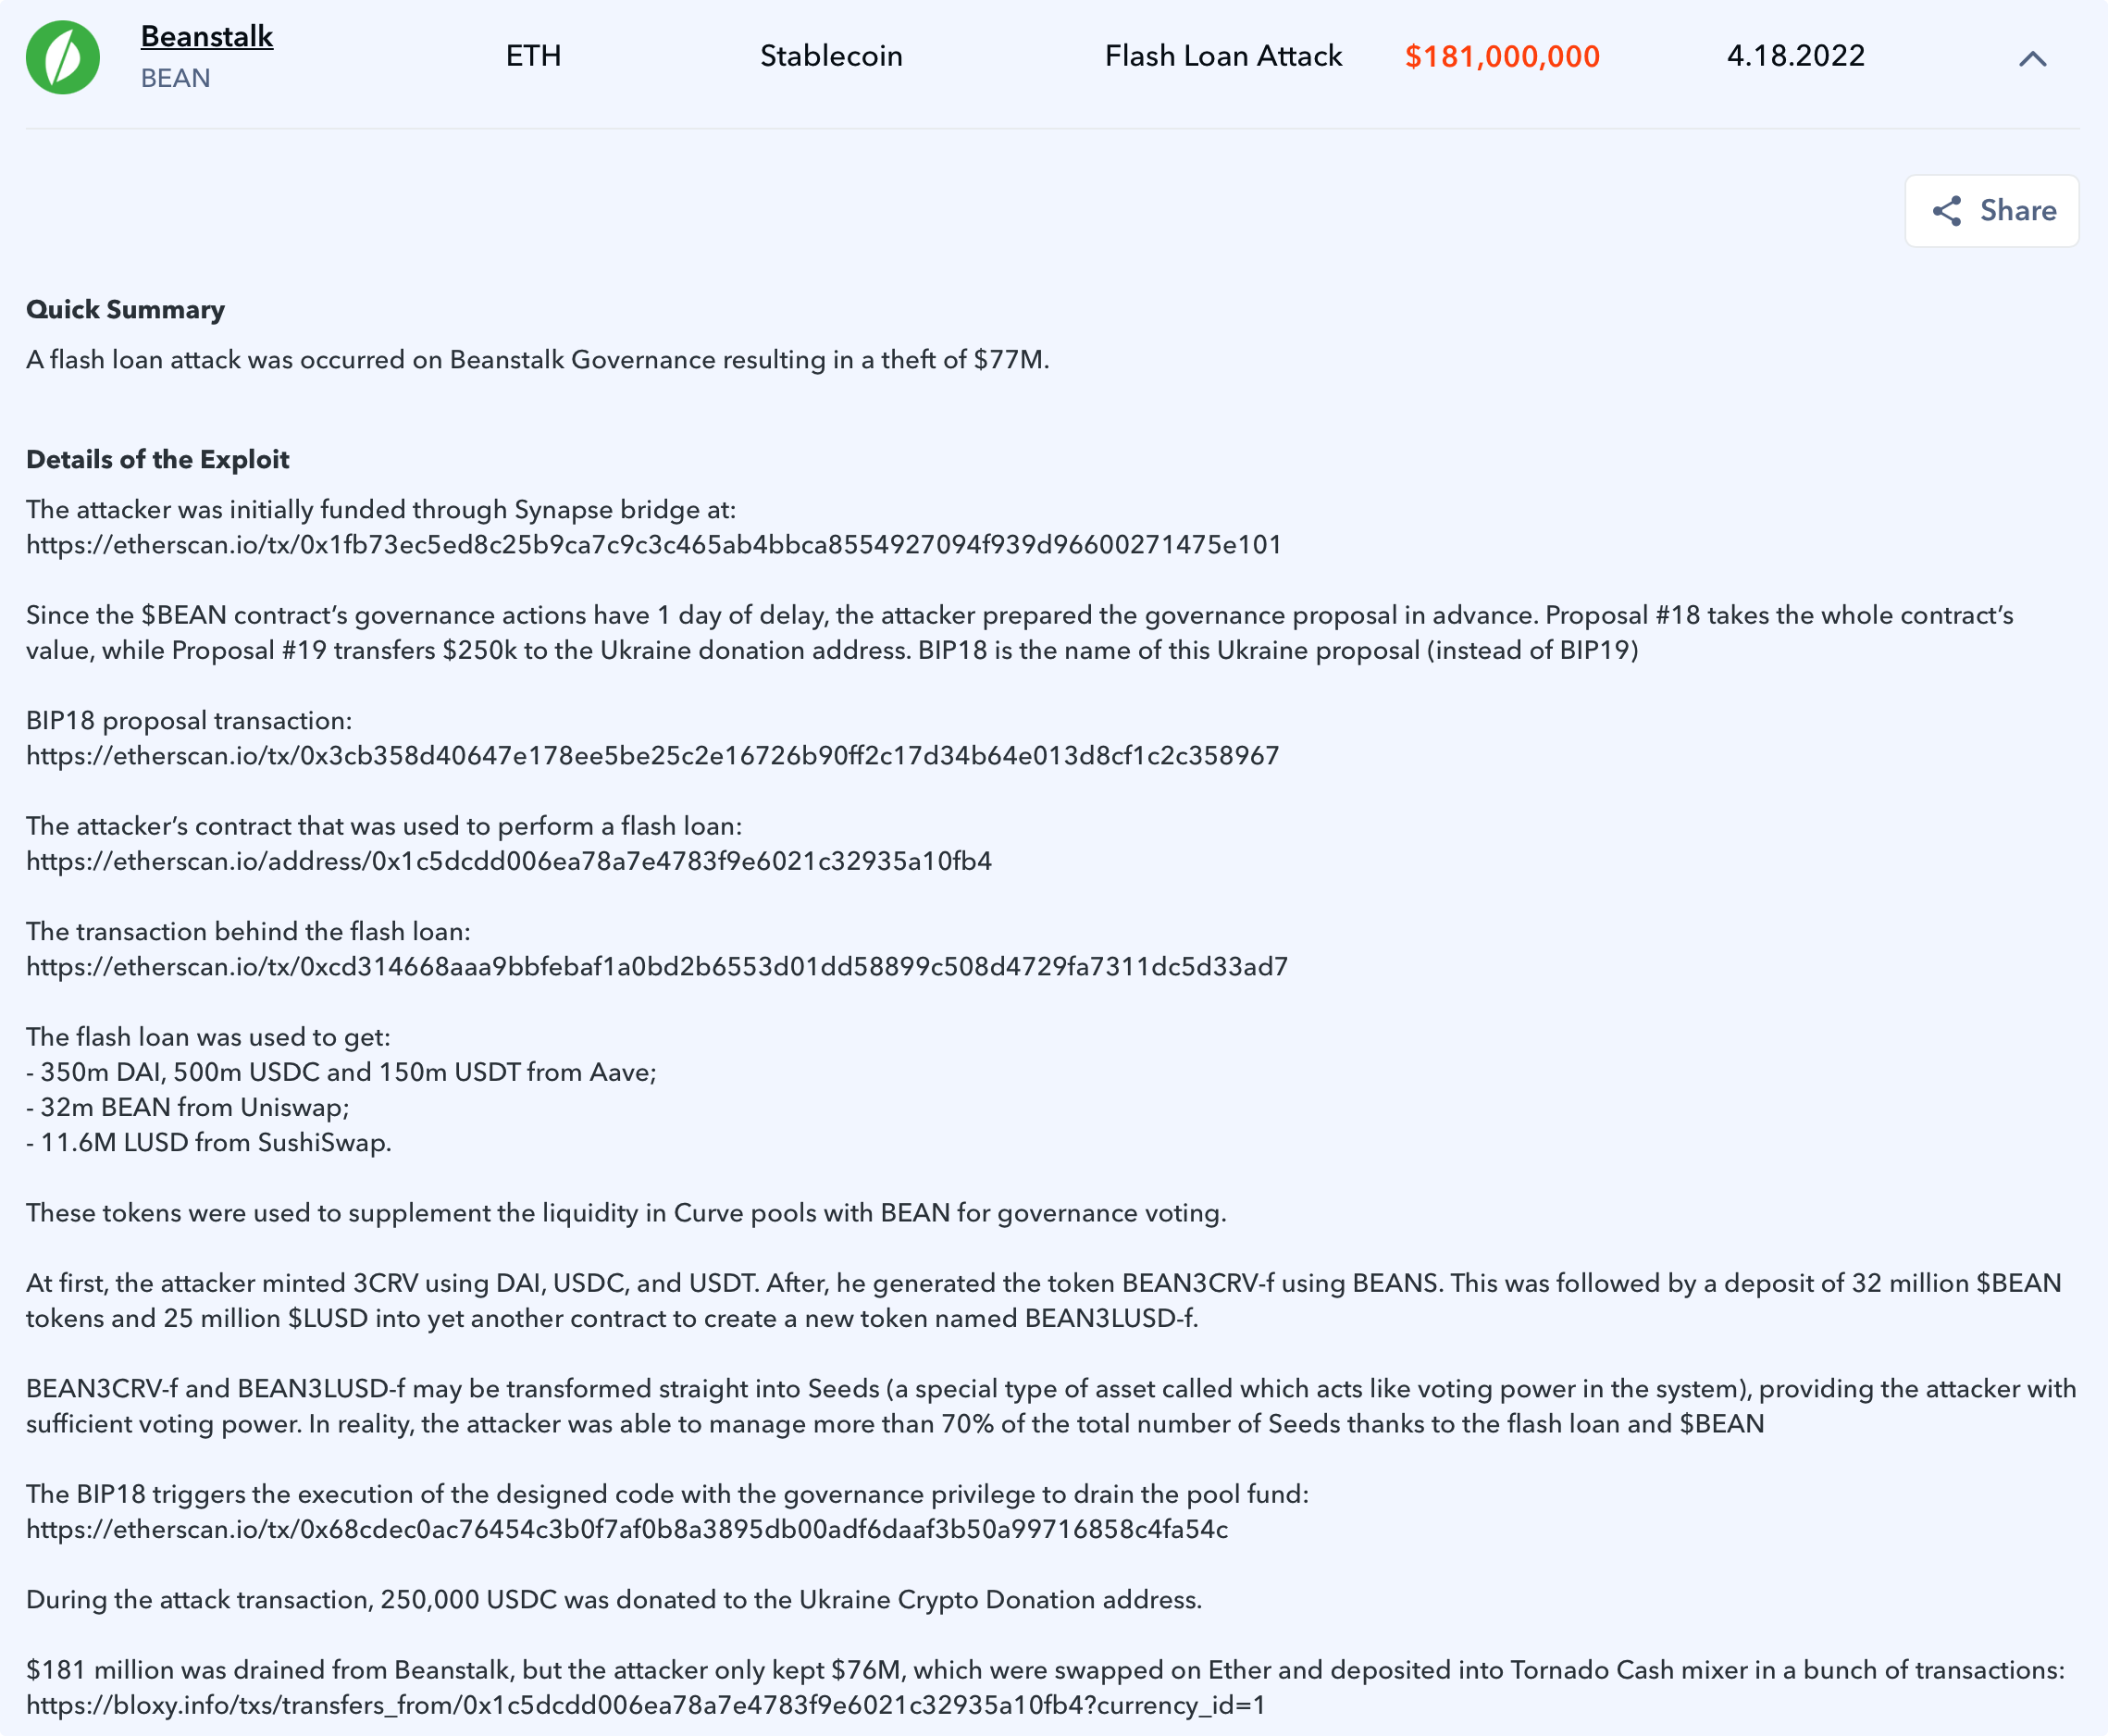 Beanstalk
BEAN
ETH
Stablecoin
Flash Loan Attack
$181,000,000
4.18.2022
Share
Quick Summary
A flash loan attack was occurred on Beanstalk Governance resulting in a theft of $77M.
Details of the Exploit
The attacker was initially funded through Synapse bridge at:
https://etherscan.io/tx/0x1fb73ec5ed8c25b9ca7c9c3c465ab4bbca8554927094f939d96600271475e101
Since the $BEAN contract’s governance actions have 1 day of delay, the attacker prepared the governance proposal in advance. Proposal #18 takes the whole contract’s
value, while Proposal #19 transfers $250k to the Ukraine donation address. BIP18 is the name of this Ukraine proposal (instead of BIP19)
BIP18 proposal transaction:
https://etherscan.io/tx/0x3cb358d40647e178ee5be25c2e16726b90ff2c17d34b64e013d8cf1c2c358967
The attacker’s contract that was used to perform a flash loan:
https://etherscan.io/address/0x1c5dcdd006ea78a7e4783f9e6021c32935a10fb4
The transaction behind the flash loan:
https://etherscan.io/tx/0xcd314668aaa9bbfebaf1a0bd2b6553d01dd58899c508d4729fa7311dc5d33ad7
The flash loan was used to get:
- 350m DAI, 500m USDC and 150m USDT from Aave;
- 32m BEAN from Uniswap;
- 11.6M LUSD from SushiSwap.
These tokens were used to supplement the liquidity in Curve pools with BEAN for governance voting.
At first, the attacker minted 3CRV using DAI, USDC, and USDT. After, he generated the token BEAN3CRV-f using BEANS. This was followed by a deposit of 32 million $BEAN
tokens and 25 million $LUSD into yet another contract to create a new token named BEAN3LUSD-f.
BEAN3CRV-f and BEAN3LUSD-f may be transformed straight into Seeds (a special type of asset called which acts like voting power in the system), providing the attacker with
sufficient voting power. In reality, the attacker was able to manage more than 70% of the total number of Seeds thanks to the flash loan and $BEAN
The BIP18 triggers the execution of the designed code with the governance privilege to drain the pool fund:
https://etherscan.io/tx/0x68cdec0ac76454c3b0f7af0b8a3895db00adf6daaf3b50a99716858c4fa54c
During the attack transaction, 250,000 USDC was donated to the Ukraine Crypto Donation address.
$181 million was drained from Beanstalk, but the attacker only kept $76M, which were swapped on Ether and deposited into Tornado Cash mixer in a bunch of transactions:
https://bloxy.info/txs/transfers_from/0x1c5dcdd006ea78a7e4783f9e6021c32935a10fb4?currency_id=1